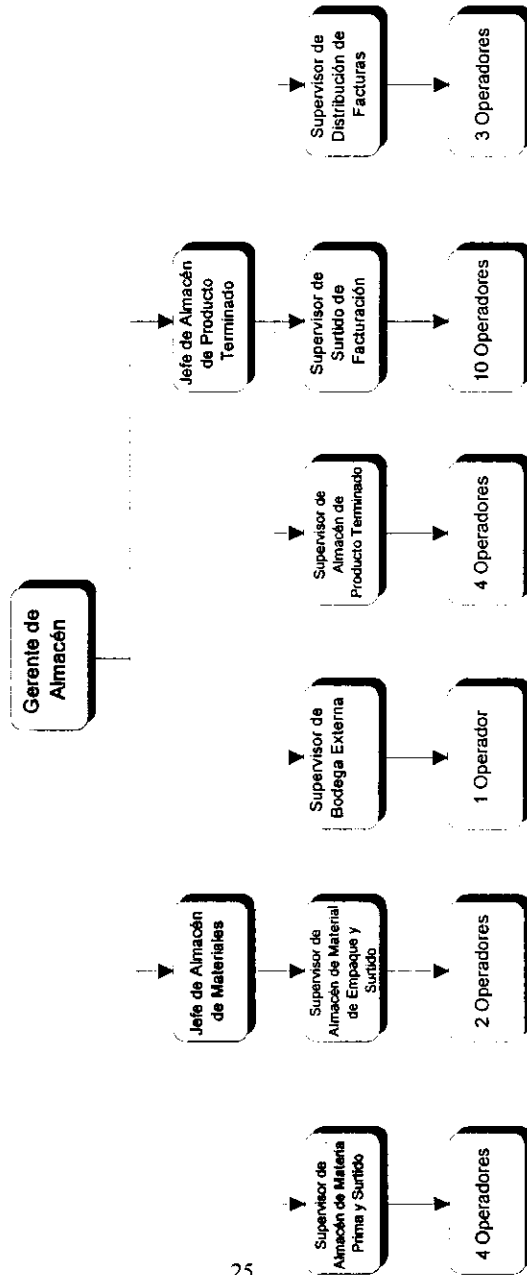 Gerente de
Almacén
Jefe de Almacén
de Materiales
Jefe de Almacén
de Producto
Terminado
Supervisor de
Almacén de Materia
Prima y Surtido
Supervisor de
Almacén de Material
de Empaque y
Surtido
Supervisor de
Bodega Externa
Supervisor de
Almacén de
Producto Terminado
Supervisor de
Surtido de
Facturación
Supervisor de
Distribución de
Facturas
4 Operadores
2 Operadores
1 Operador
4 Operadores
10 Operadores
3 Operadores
25